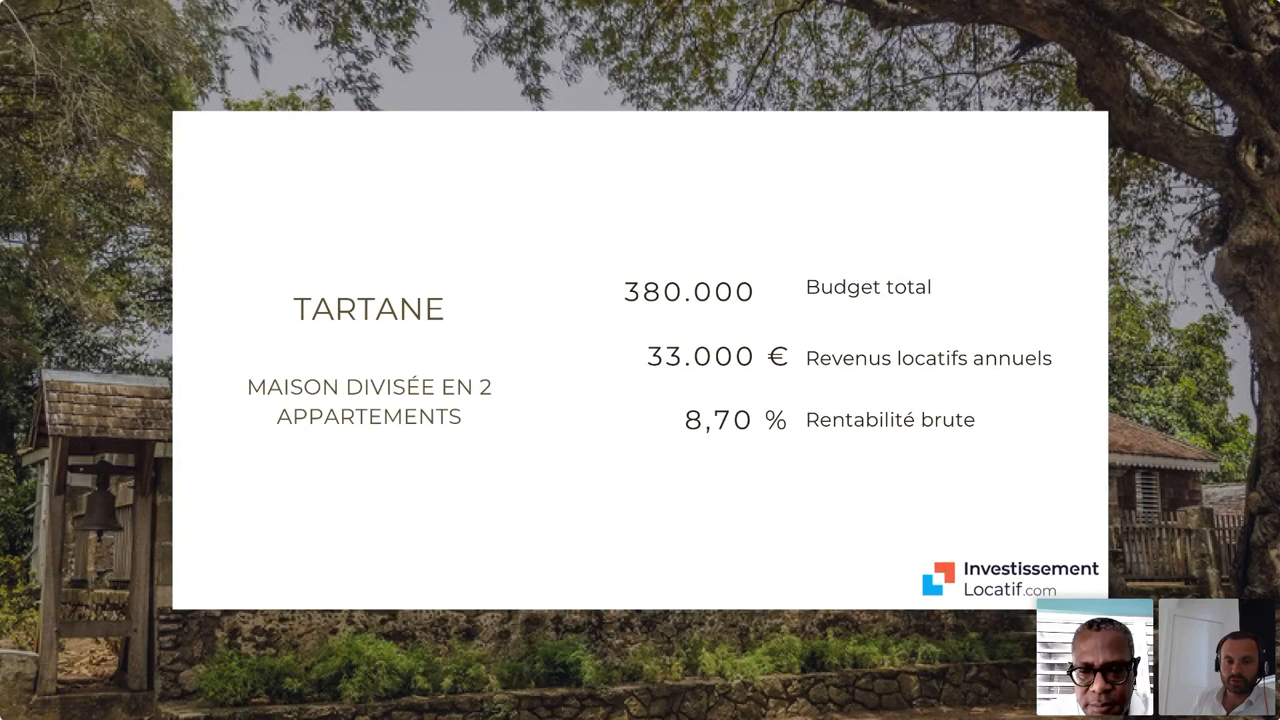 TARTANE
MAISON DIVISÉE EN 2
APPARTEMENTS
380.000 Budget total
33.000 € Revenus locatifs annuels
8,70 % Rentabilité brute
Investissement
Locatif.com